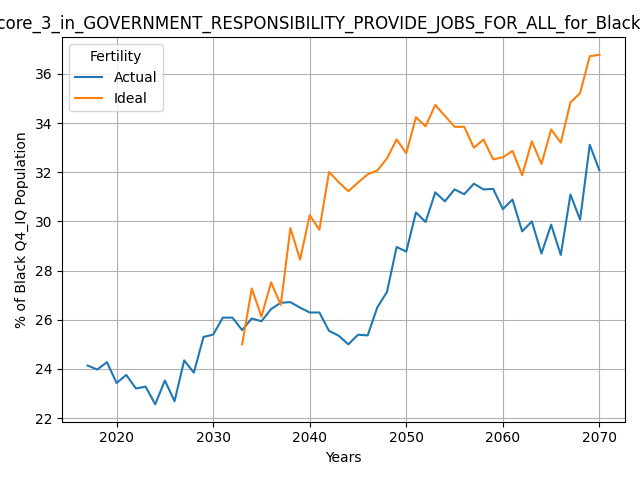 core_3_in_GOVERNMENT_RESPONSIBILITY_PROVIDE_JOBS_FOR_ALL_for_Black
Fertility
Actual
Ideal
% of Black Q4_IQ Population
36
34
32
30
28
26
24
22
2020 2030 2040 2050 2060 2070
Years